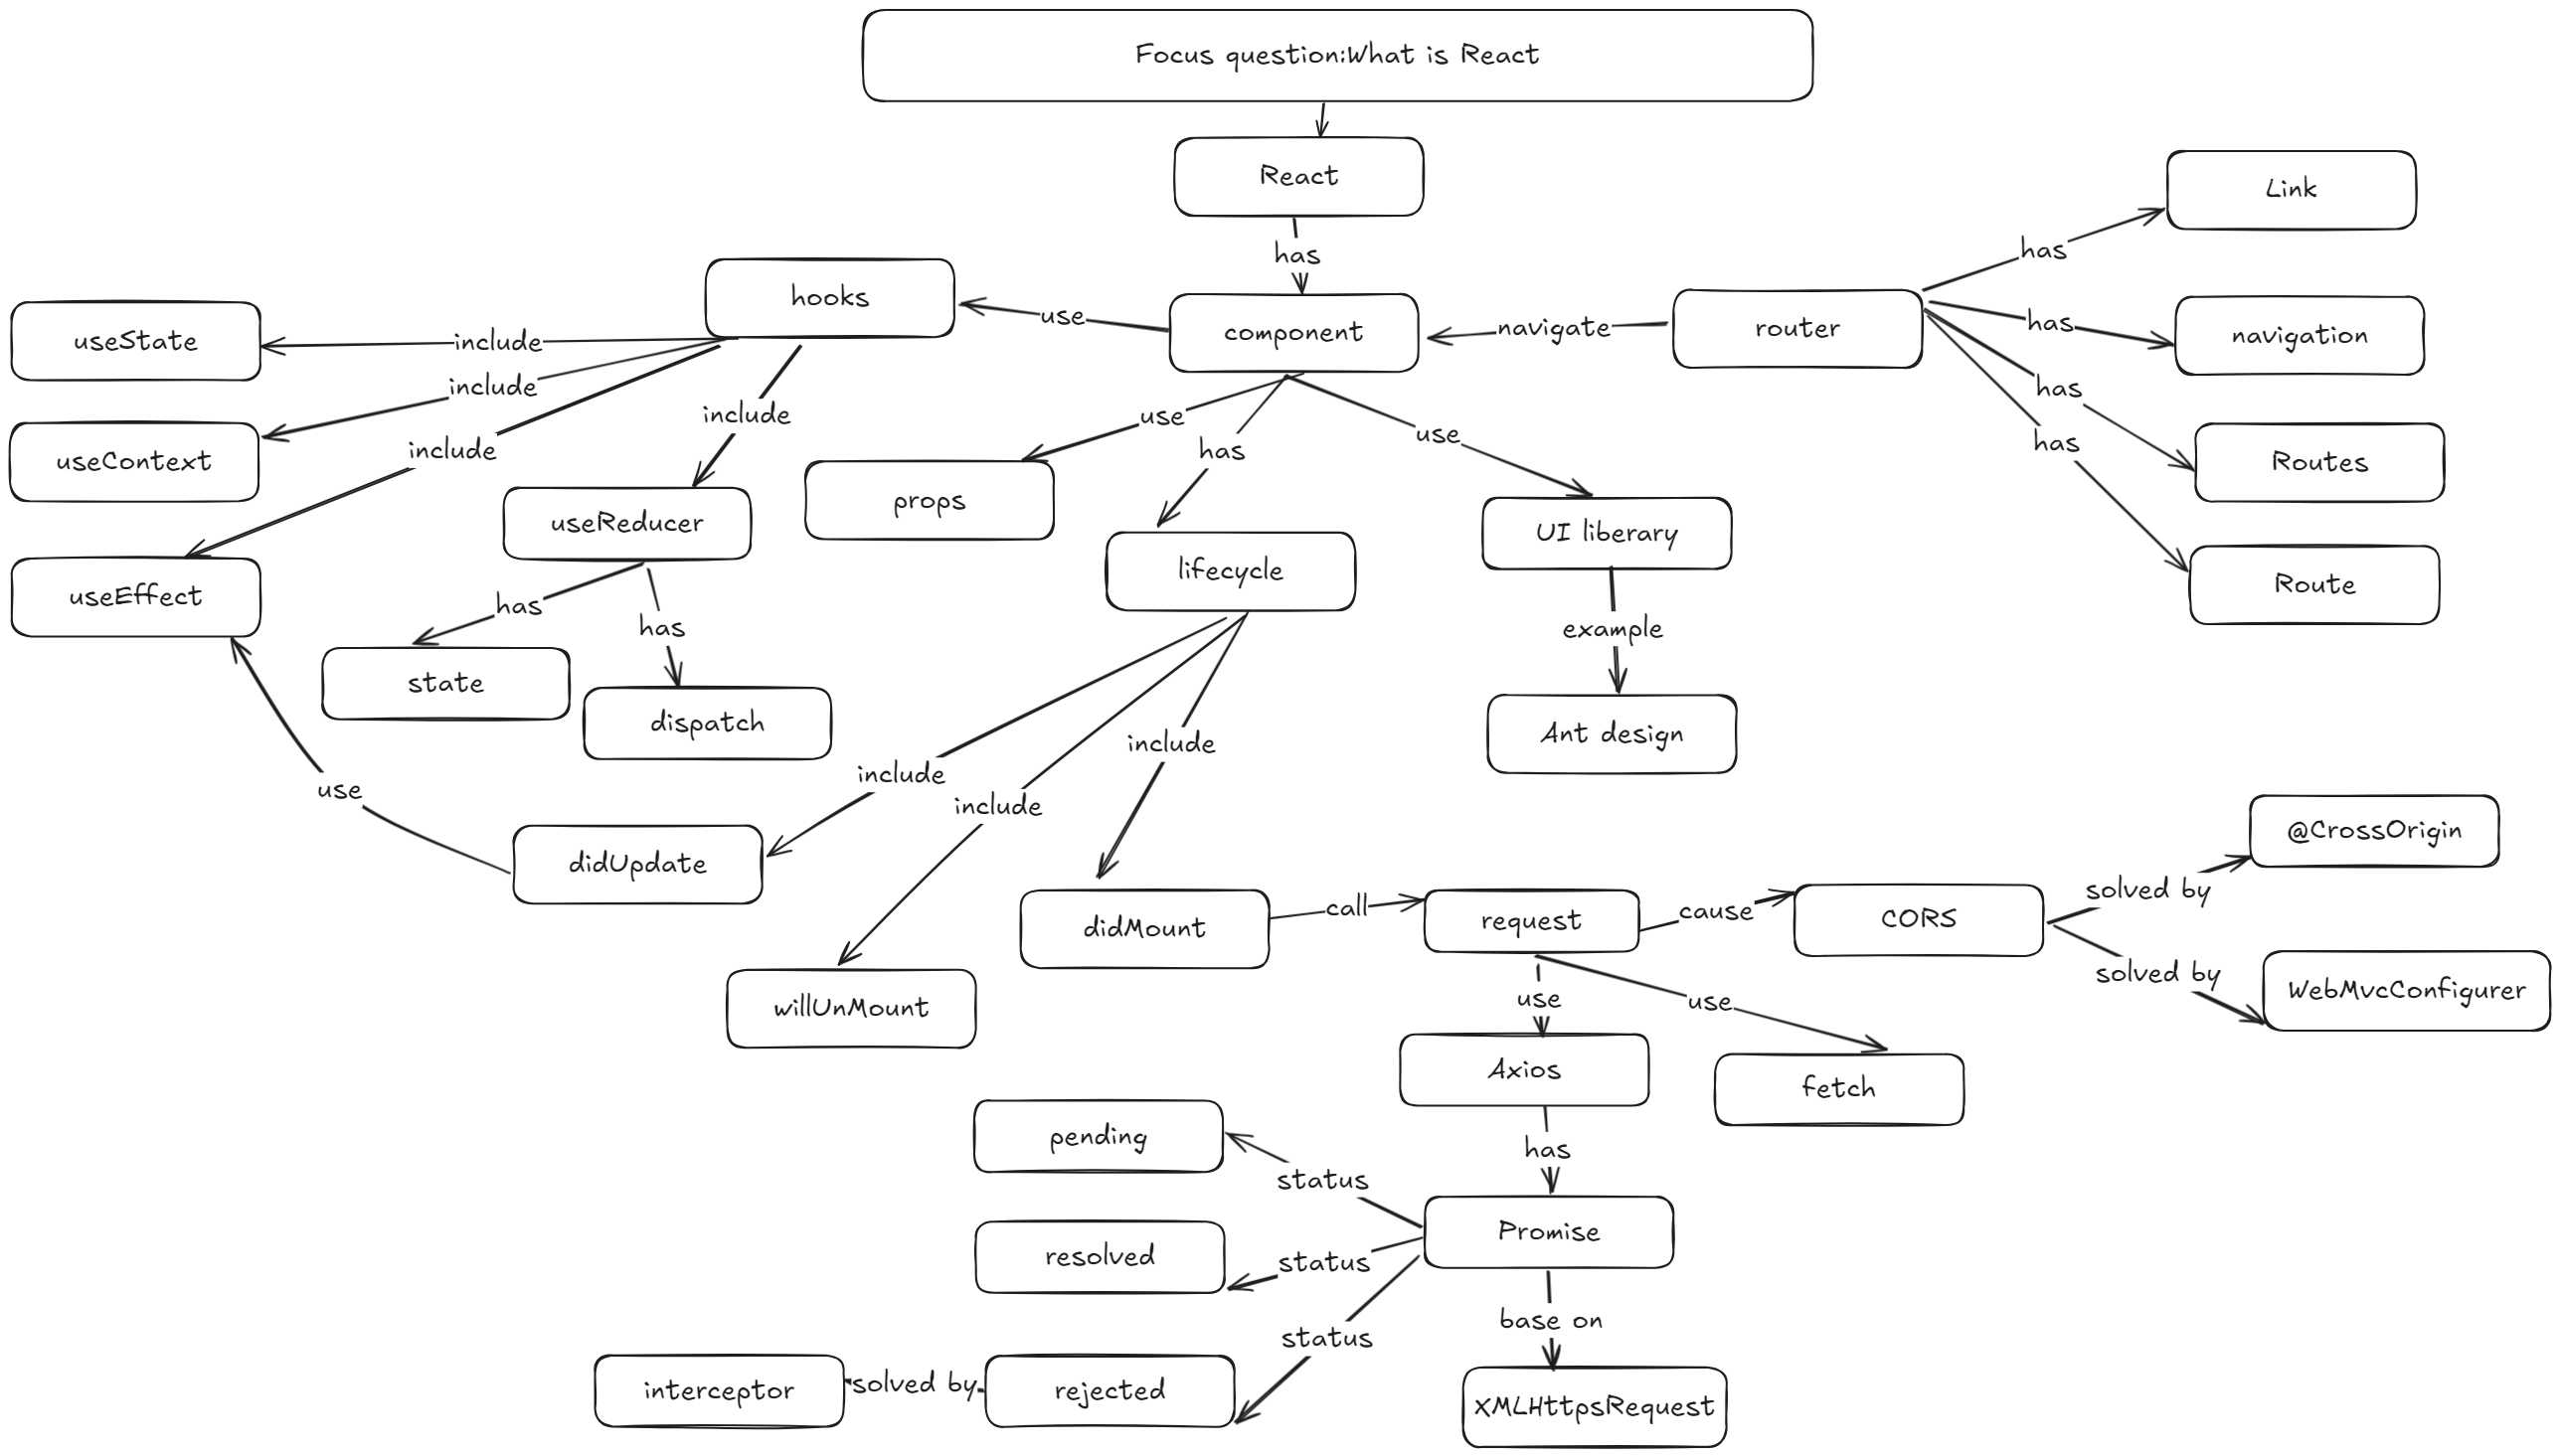 Focus question:What is React
React
has
Link
has
hooks
component
router
use
navigate
has
navigation
useState
include
include
include
include
useContext
use
has
use
has
has
Routes
useReducer
props
UI liberary
lifecycle
Route
useEffect
has
has
example
state
dispatch
Ant design
include
include
include
use
didUpdate
@CrossOrigin
solved by
didMount
call
request
cause
CORS
solved by
WebMvcConfigurer
willUnMount
use
use
Axios
fetch
pending
has
status
Promise
resolved
status
base on
status
interceptor
solved by
rejected
XMLHttpsRequest